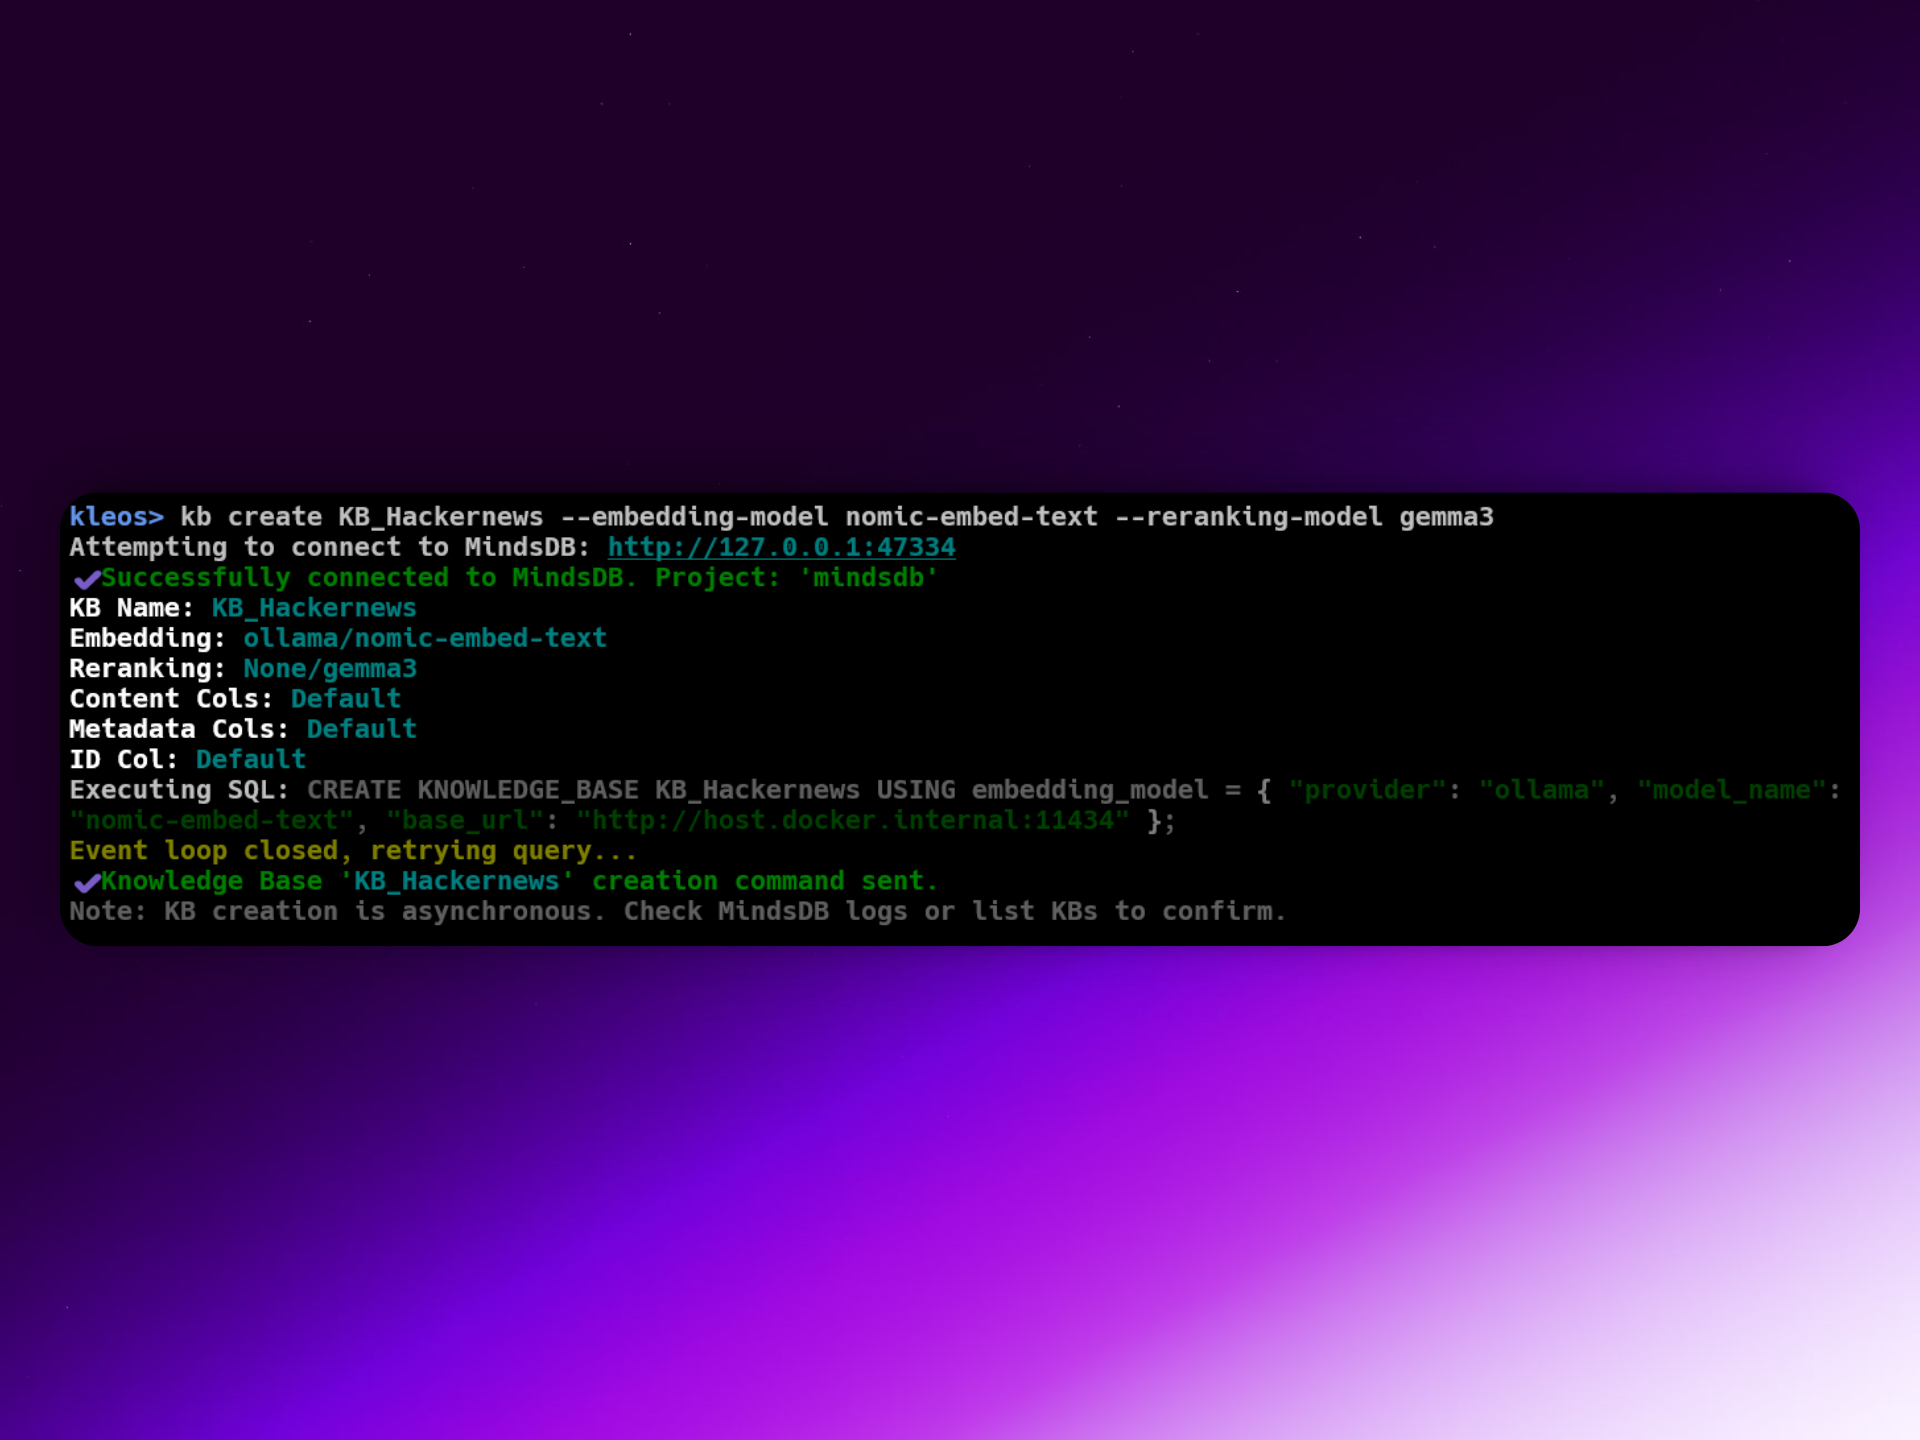 kleos> kb create KB_Hackernews --embedding-model nomic-embed-text --reranking-model gemma3
Attempting to connect to MindsDB: http://127.0.0.1:47334
✔Successfully connected to MindsDB. Project: 'mindsdb'
KB Name: KB_Hackernews
Embedding: ollama/nomic-embed-text
Reranking: None/gemma3
Content Cols: Default
Metadata Cols: Default
ID Col: Default
Executing SQL: CREATE KNOWLEDGE_BASE KB_Hackernews USING embedding_model = { "provider": "ollama", "model_name":
"nomic-embed-text", "base_url": "http://host.docker.internal:11434" };
Event loop closed, retrying query...
✔Knowledge Base 'KB_Hackernews' creation command sent.
Note: KB creation is asynchronous. Check MindsDB logs or list KBs to confirm.